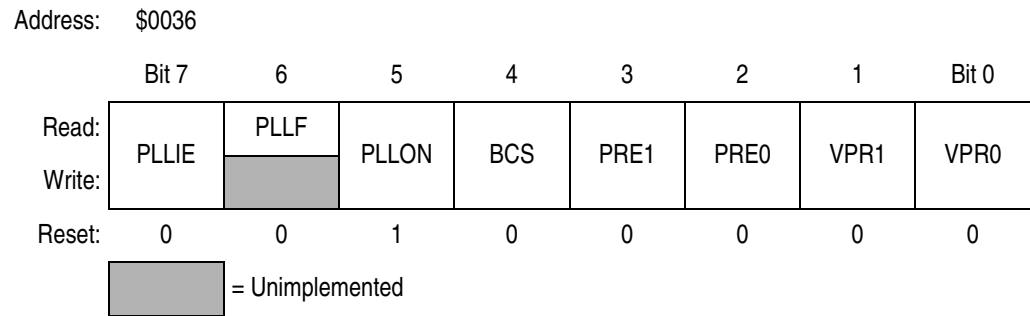 Address: $0036
Bit 7 6 5 4 3 2 1 Bit 0
Read: PLLIE PLLF PLLON BCS PRE1 PRE0 VPR1 VPR0
Write:
Reset: 0 0 1 0 0 0 0 0
= Unimplemented